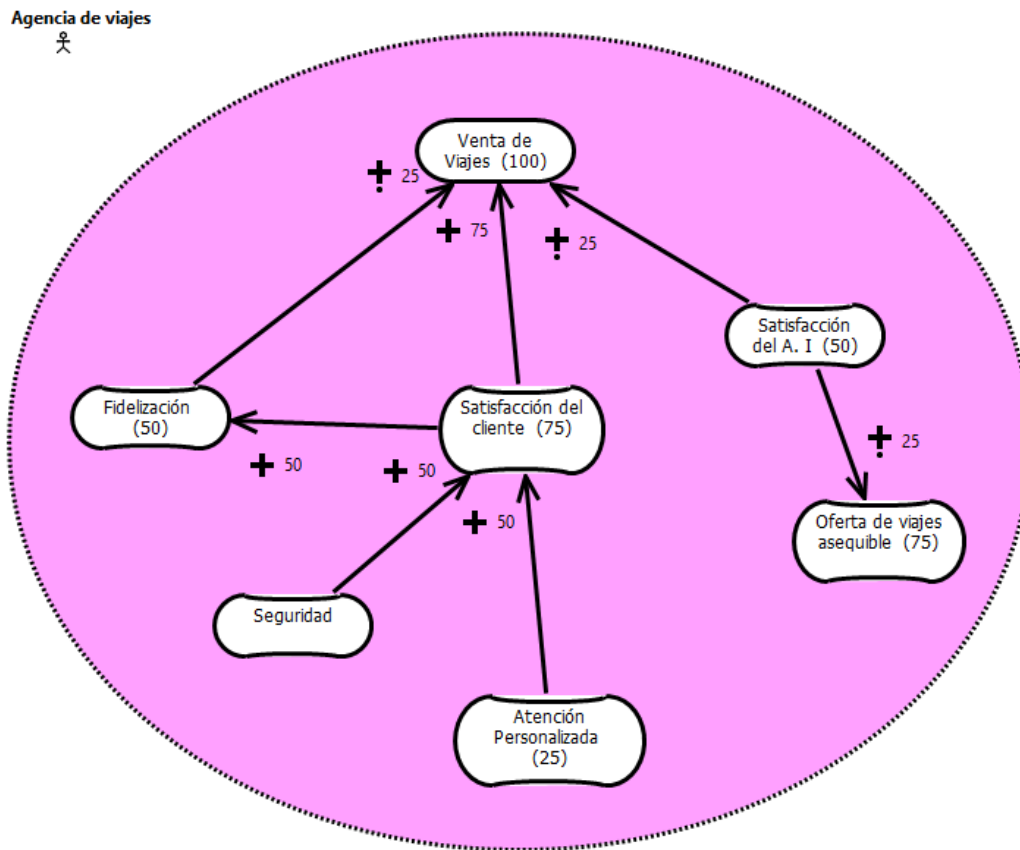 Agencia de viajes
Venta de
Viajes (100)
25
75
25
Satisfacción
del A. I (50)
Fidelización
(50)
Satisfacción del
cliente (75)
25
50
50
Oferta de viajes
asequible (75)
50
Seguridad
Atención
Personalizada
(25)